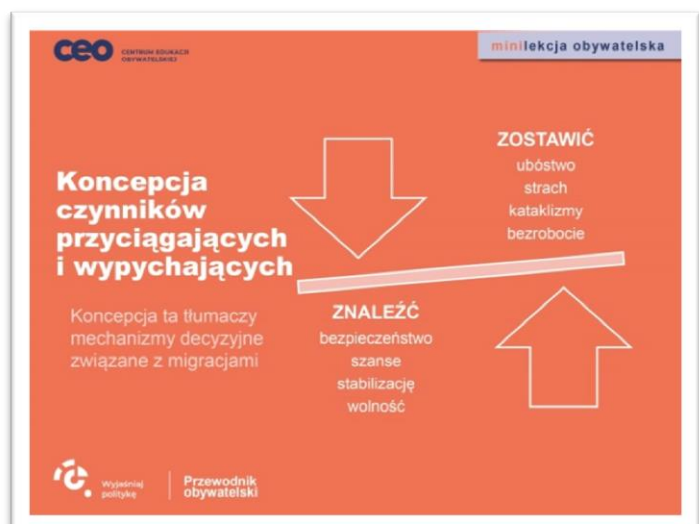 ceo CENTRUM EDUKACJI
OBYWATELSKIEJ
minilekcja obywatelska
Koncepcja
czynników
przyciągających
i wypychających
Koncepcja ta tłumaczy
mechanizmy decyzyjne
związane z migracjami
ZOSTAWIĆ
ubóstwo
strach
kataklizmy
bezrobocie
ZNALEŹĆ
bezpieczeństwo
szanse
stabilizację
wolność
Wyjaśniaj
politykę
Przewodnik
obywatelski